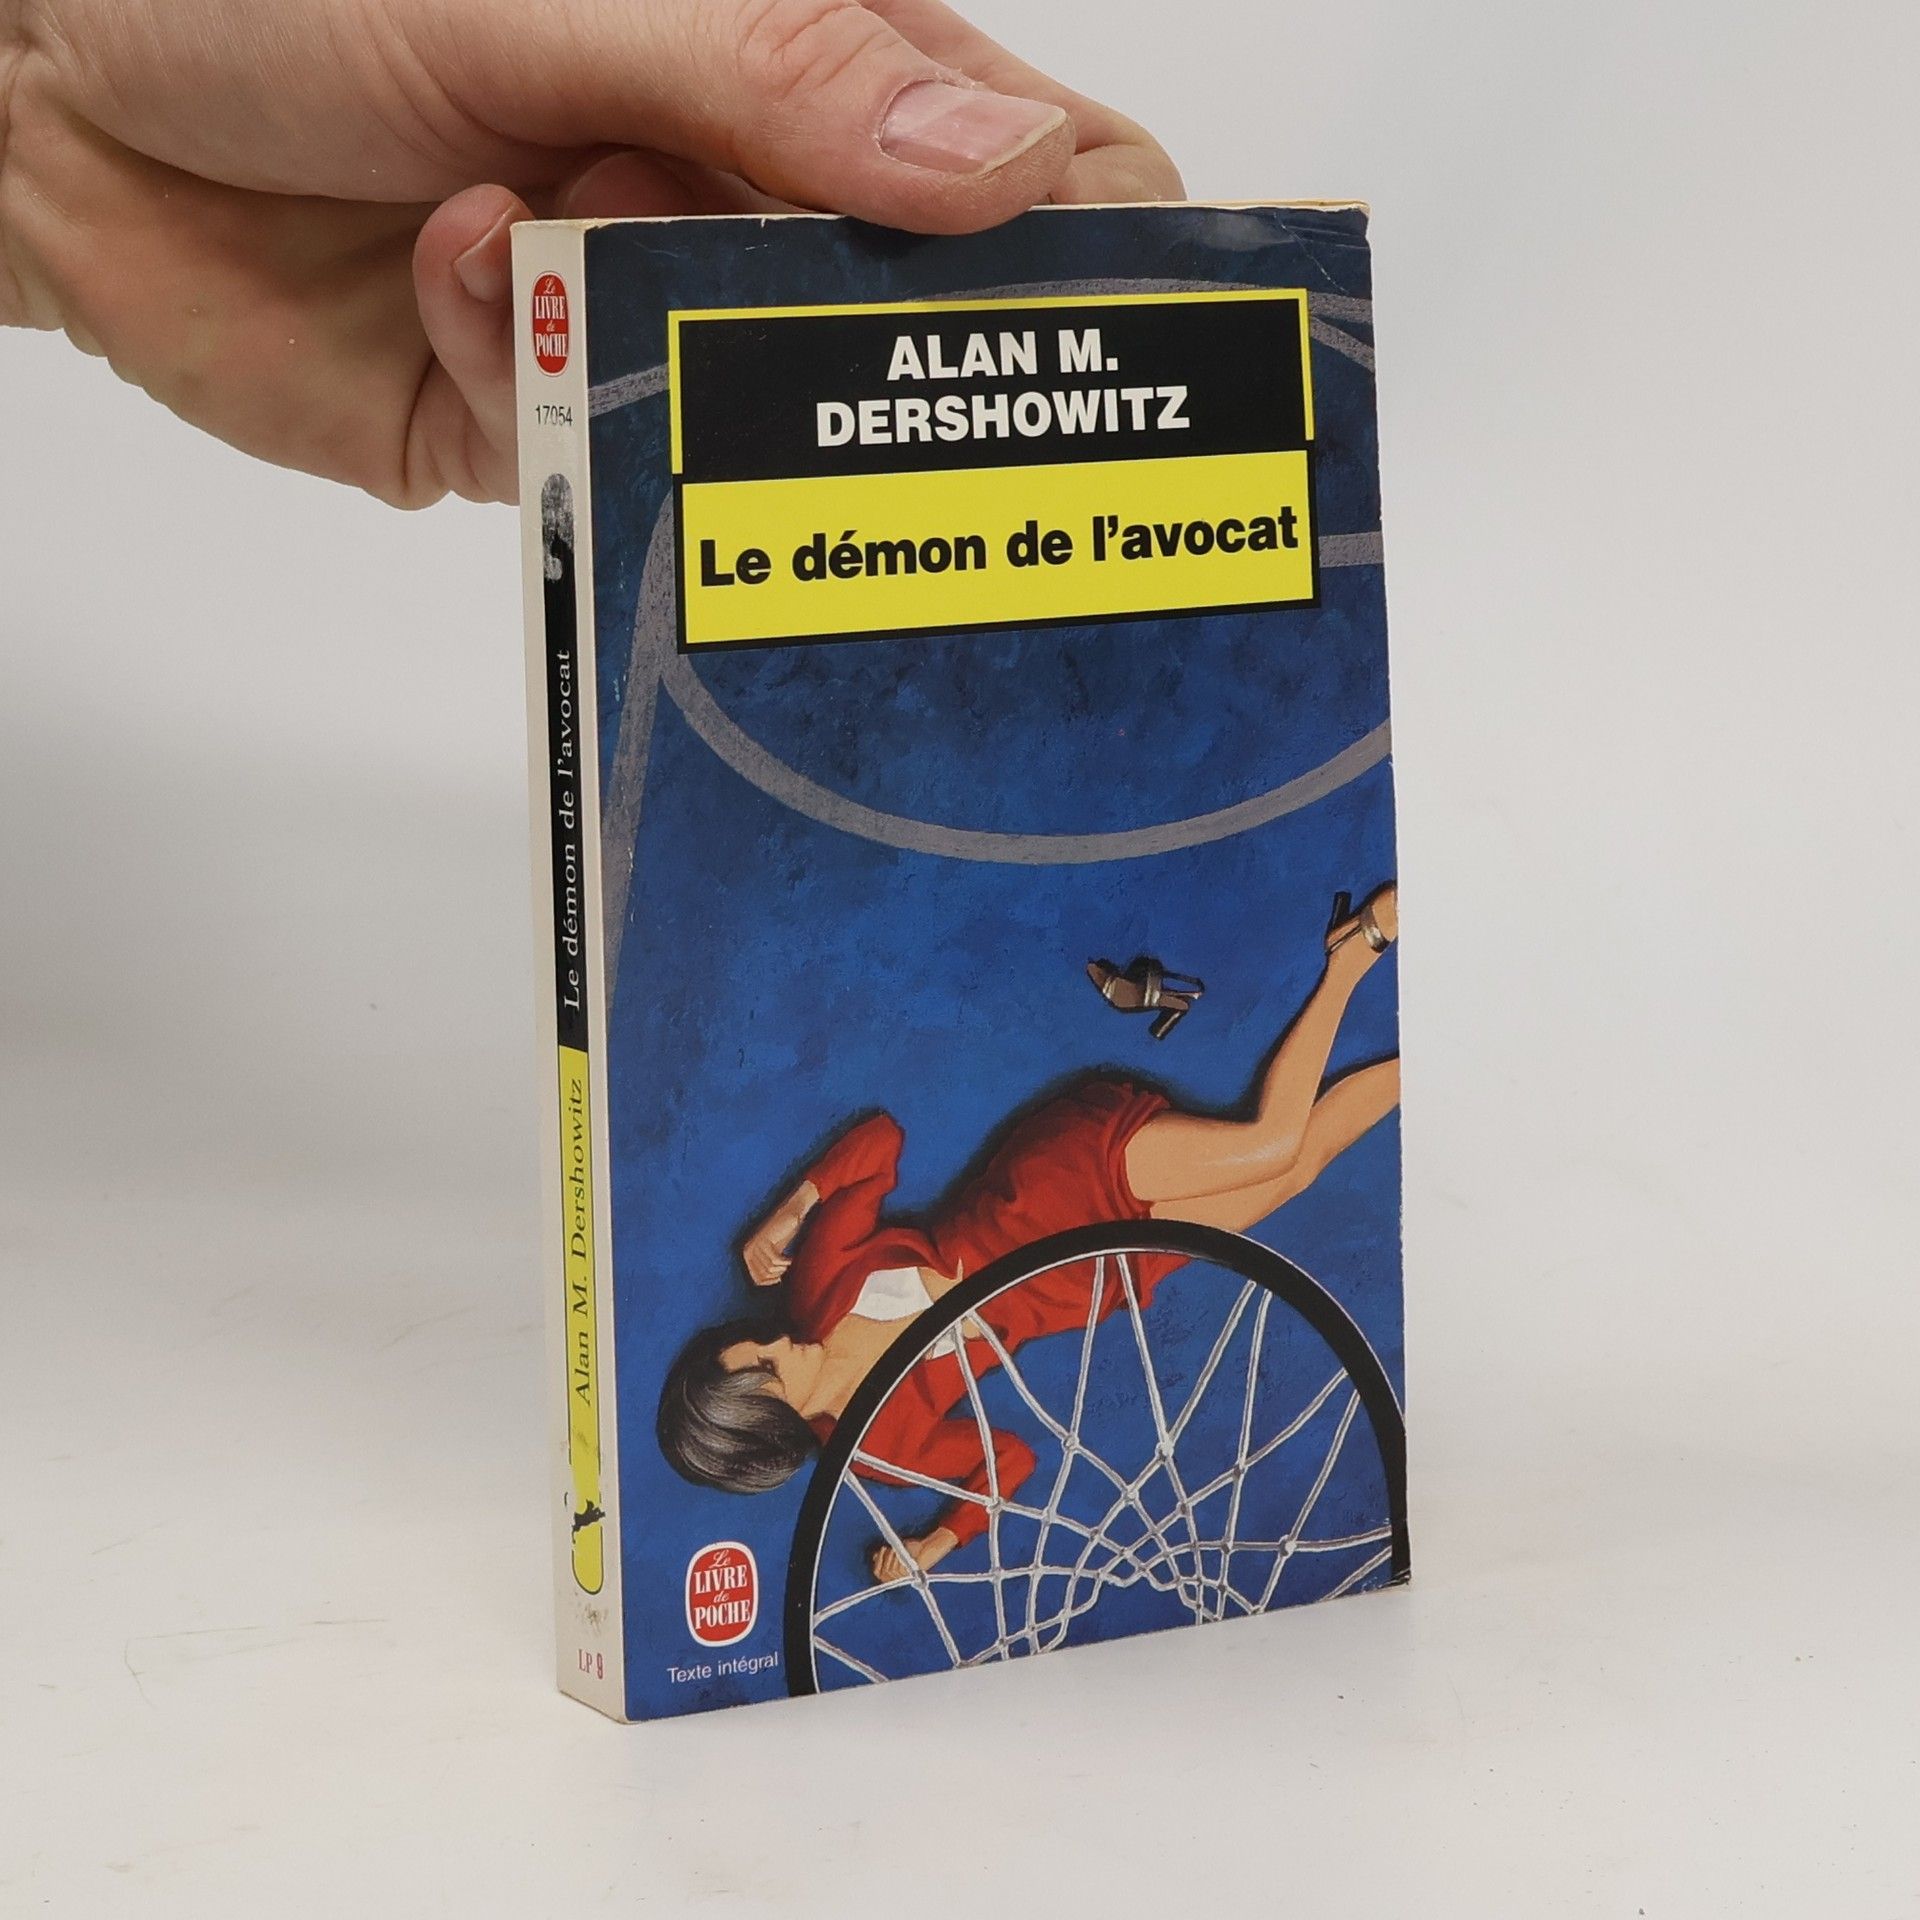 Le
LIVRE
de
POCHE
17054
Le démon de l'avocat
Alan M. Dershowitz
LP 9
ALAN M.
DERSHOWITZ
Le démon de l'avocat
Le
LIVRE
de
POCHE
Texte intégral